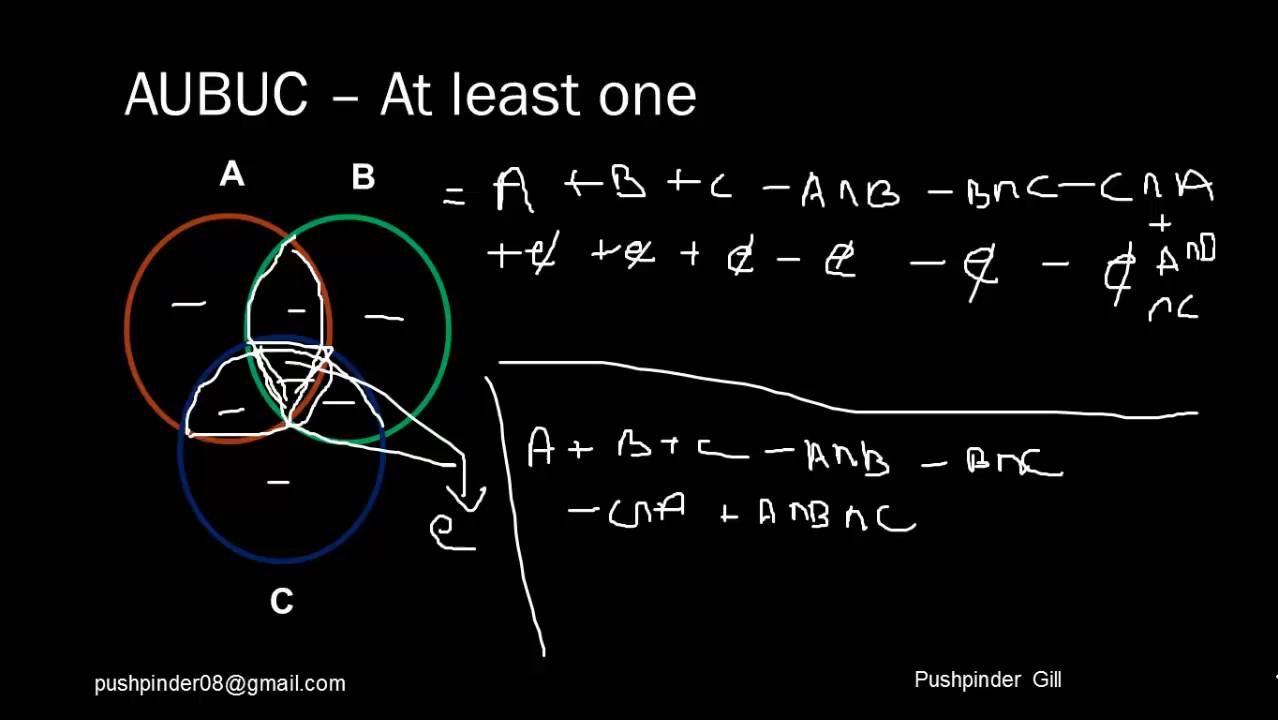 AUBUC – At least one
A B
= A + B + C - A∩B - B∩C - C∩A
+ e + e + e - e - e - e + A∩B
∩C
e
A + B + C - A∩B - B∩C
- C∩A + A∩B∩C
C
pushpinder08@gmail.com
Pushpinder Gill